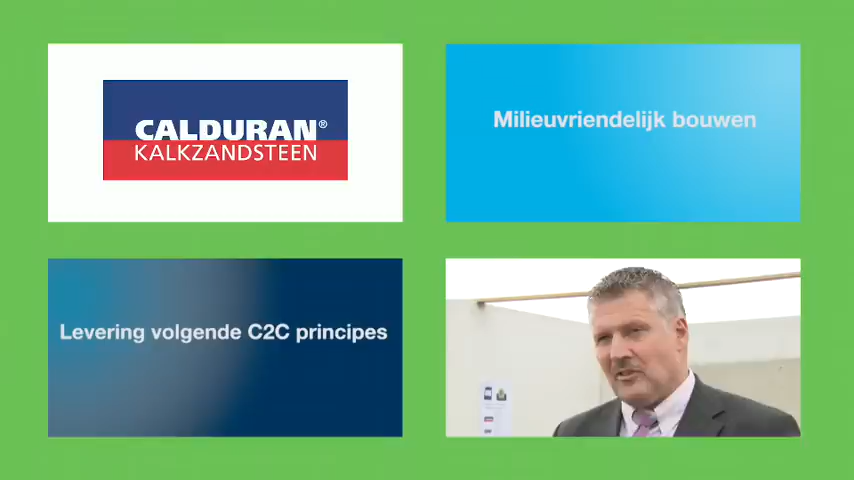 CALDURAN®
KALKZANDSTEEN
Milieuvriendelijk bouwen
Levering volgende C2C principes